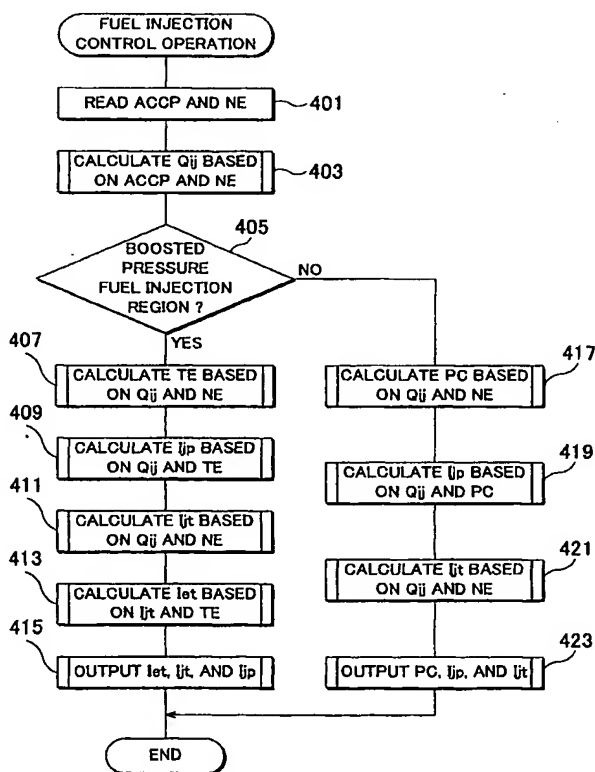 FUEL INJECTION
CONTROL OPERATION
READ ACCP AND NE
401
CALCULATE Qij BASED
ON ACCP AND NE
403
405
BOOSTED
PRESSURE
FUEL INJECTION
REGION ?
NO
YES
407
CALCULATE TE BASED
ON Qij AND NE
409
CALCULATE Ijp BASED
ON Qij AND TE
411
CALCULATE Ijt BASED
ON Qij AND NE
413
CALCULATE Iet BASED
ON Ijt AND TE
415
OUTPUT Iet, Ijt, AND Ijp
CALCULATE PC BASED
ON Qij AND NE
417
CALCULATE Ijp BASED
ON Qij AND PC
419
CALCULATE Ijt BASED
ON Qij AND NE
421
OUTPUT PC, Ijp, AND Ijt
423
END